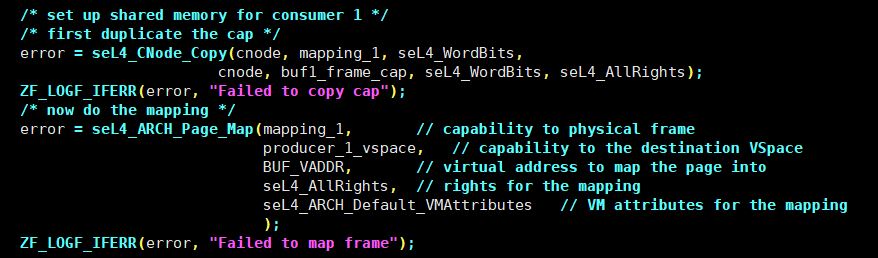 /* set up shared memory for consumer 1 */
/* first duplicate the cap */
error = seL4_CNode_Copy(cnode, mapping_1, seL4_WordBits,
                        cnode, buf1_frame_cap, seL4_WordBits, seL4_AllRights);
ZF_LOGF_IFERR(error, "Failed to copy cap");
/* now do the mapping */
error = seL4_ARCH_Page_Map(mapping_1,       // capability to physical frame
                           producer_1_vspace,   // capability to the destination VSpace
                           BUF_VADDR,       // virtual address to map the page into
                           seL4_AllRights,  // rights for the mapping
                           seL4_ARCH_Default_VMAttributes   // VM attributes for the mapping
                           );
ZF_LOGF_IFERR(error, "Failed to map frame");